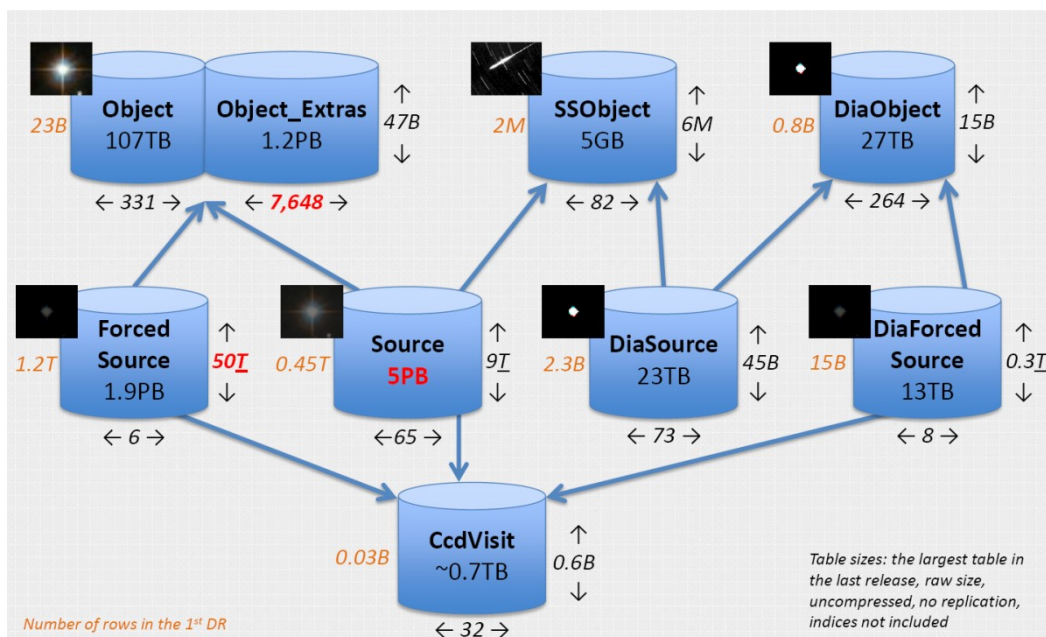 Object
107TB
23B
← 331 →
Object_Extras
1.2PB
↑
47B
↓
← 7,648 →
SSObject
5GB
2M
↑
6M
↓
← 82 →
DiaObject
27TB
0.8B
↑
15B
↓
← 264 →
Forced
Source
1.9PB
1.2T
↑
50T
↓
← 6 →
Source
5PB
0.45T
↑
9T
↓
←65 →
DiaSource
23TB
2.3B
↑
45B
↓
← 73 →
DiaForced
Source
13TB
15B
↑
0.3T
↓
← 8 →
CcdVisit
~0.7TB
0.03B
↑
0.6B
↓
← 32 →
Number of rows in the 1st DR
Table sizes: the largest table in
the last release, raw size,
uncompressed, no replication,
indices not included